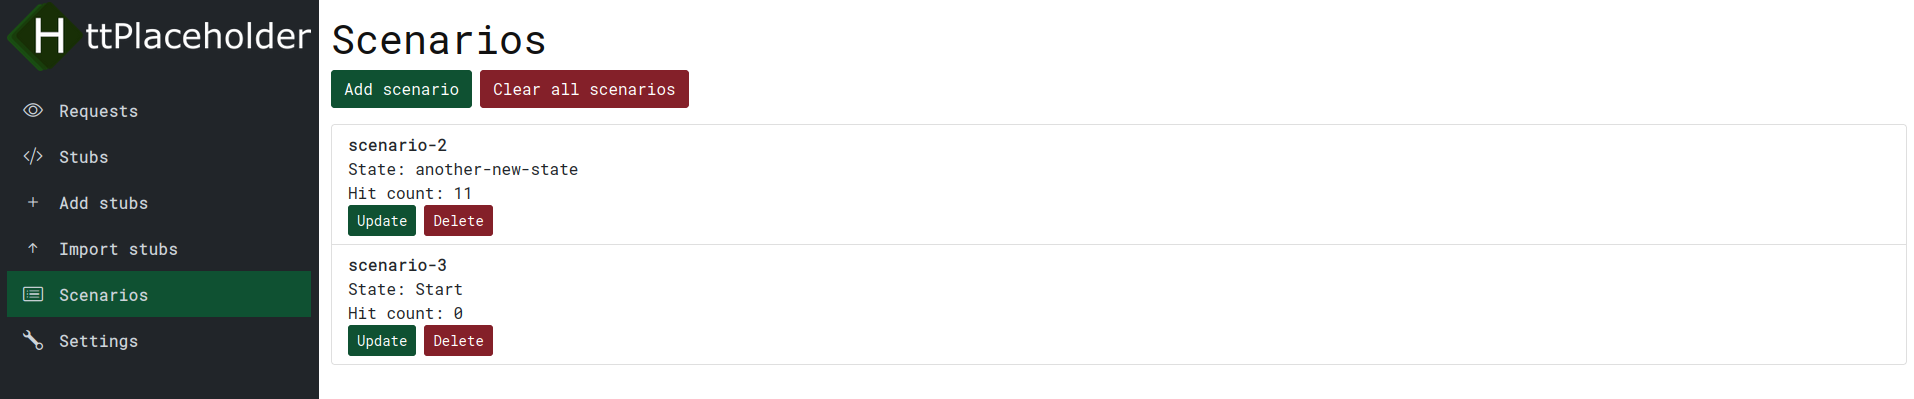 HttPlaceholder
Requests
Stubs
Add stubs
Import stubs
Scenarios
Settings
Scenarios
Add scenario Clear all scenarios
scenario-2
State: another-new-state
Hit count: 11
Update Delete
scenario-3
State: Start
Hit count: 0
Update Delete